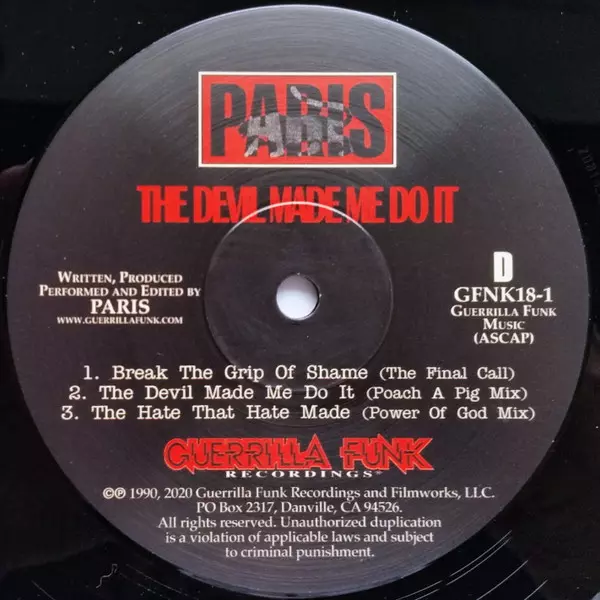 PARIS
THE DEVIL MADE ME DO IT
WRITTEN, PRODUCED
PERFORMED AND EDITED BY
PARIS
WWW.GUERRILLAFUNK.COM
D
GFNK18-1
GUERRILLA FUNK
MUSIC
(ASCAP)
1. Break The Grip Of Shame (The Final Call)
2. The Devil Made Me Do It (Poach A Pig Mix)
3. The Hate That Hate Made (Power Of God Mix)
GUERRILLA FUNK
RECORDINGS
©℗ 1990, 2020 Guerrilla Funk Recordings and Filmworks, LLC.
PO Box 2317, Danville, CA 94526.
All rights reserved. Unauthorized duplication
is a violation of applicable laws and subject
to criminal punishment.